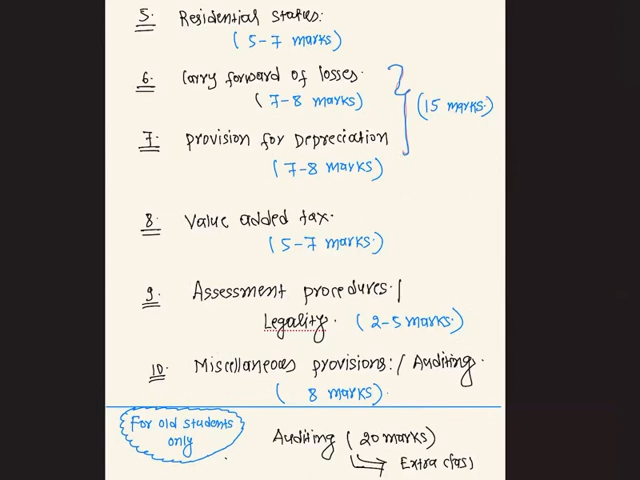 5. Residential status:
(5-7 marks)
6. Carry forward of losses.
(7-8 marks)
(15 marks)
7. Provision for Depreciation
(7-8 marks)
8. Value added tax.
(5-7 marks)
9. Assessment procedures /
Legality. (2-5 marks)
10. Miscellaneous provisions: / Auditing.
(8 marks).
For old students
only
Auditing (20 marks)
Extra class